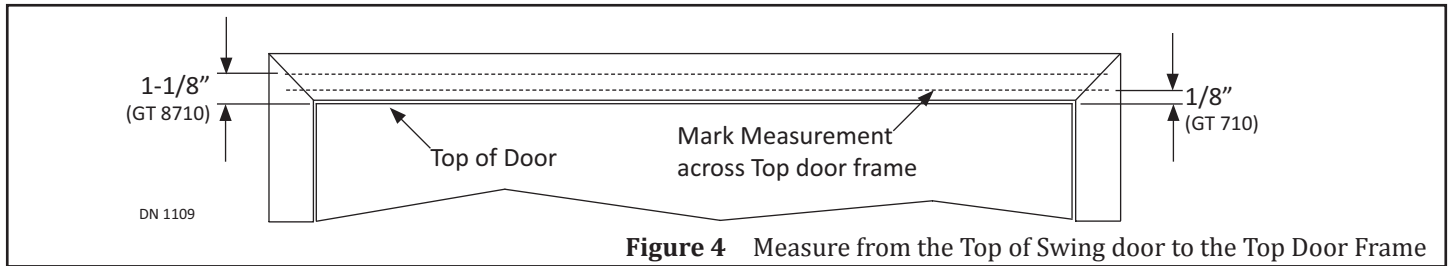 1-1/8”
(GT 8710)
1/8”
(GT 710)
Top of Door
Mark Measurement
across Top door frame
DN 1109
Figure 4 Measure from the Top of Swing door to the Top Door Frame